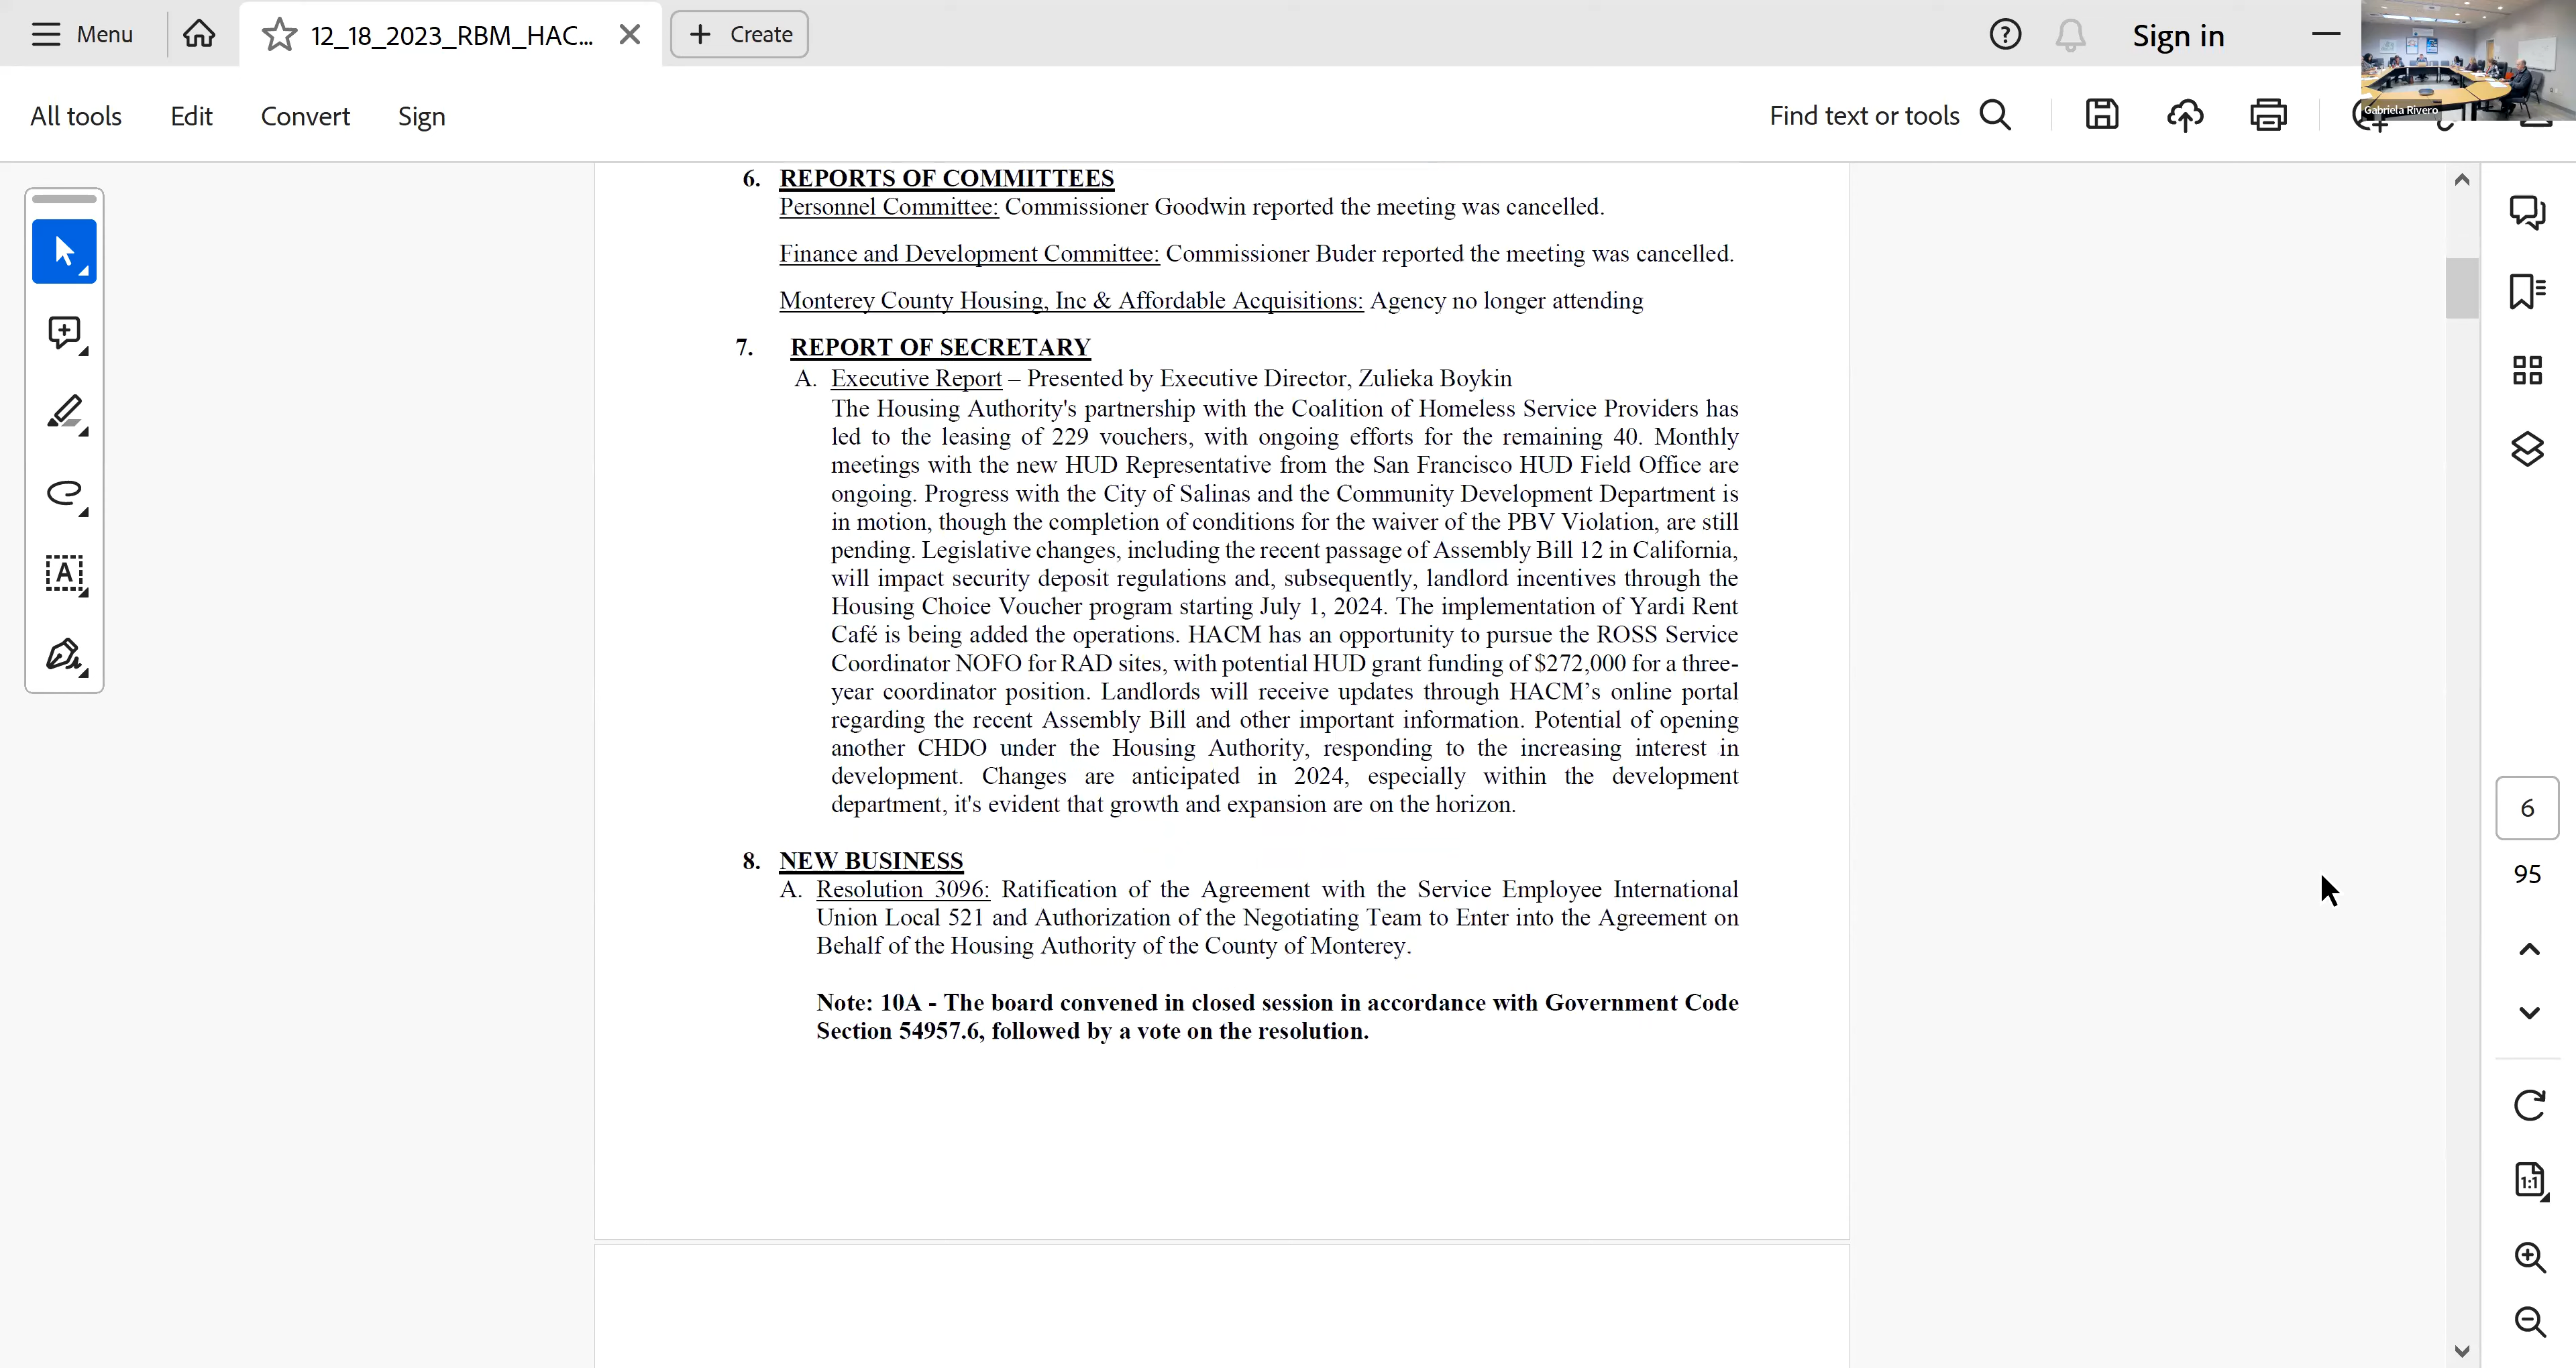 Menu
12_18_2023_RBM_HAC...
Create
Sign in
All tools
Edit
Convert
Sign
Find text or tools
Gabriela Rivero
6. REPORTS OF COMMITTEES
Personnel Committee: Commissioner Goodwin reported the meeting was cancelled.
Finance and Development Committee: Commissioner Buder reported the meeting was cancelled.
Monterey County Housing, Inc & Affordable Acquisitions: Agency no longer attending
7. REPORT OF SECRETARY
A. Executive Report – Presented by Executive Director, Zulieka Boykin
The Housing Authority's partnership with the Coalition of Homeless Service Providers has
led to the leasing of 229 vouchers, with ongoing efforts for the remaining 40. Monthly
meetings with the new HUD Representative from the San Francisco HUD Field Office are
ongoing. Progress with the City of Salinas and the Community Development Department is
in motion, though the completion of conditions for the waiver of the PBV Violation, are still
pending. Legislative changes, including the recent passage of Assembly Bill 12 in California,
will impact security deposit regulations and, subsequently, landlord incentives through the
Housing Choice Voucher program starting July 1, 2024. The implementation of Yardi Rent
Café is being added the operations. HACM has an opportunity to pursue the ROSS Service
Coordinator NOFO for RAD sites, with potential HUD grant funding of $272,000 for a three-
year coordinator position. Landlords will receive updates through HACM’s online portal
regarding the recent Assembly Bill and other important information. Potential of opening
another CHDO under the Housing Authority, responding to the increasing interest in
development. Changes are anticipated in 2024, especially within the development
department, it's evident that growth and expansion are on the horizon.
8. NEW BUSINESS
A. Resolution 3096: Ratification of the Agreement with the Service Employee International
Union Local 521 and Authorization of the Negotiating Team to Enter into the Agreement on
Behalf of the Housing Authority of the County of Monterey.
Note: 10A - The board convened in closed session in accordance with Government Code
Section 54957.6, followed by a vote on the resolution.
6
95
1:1